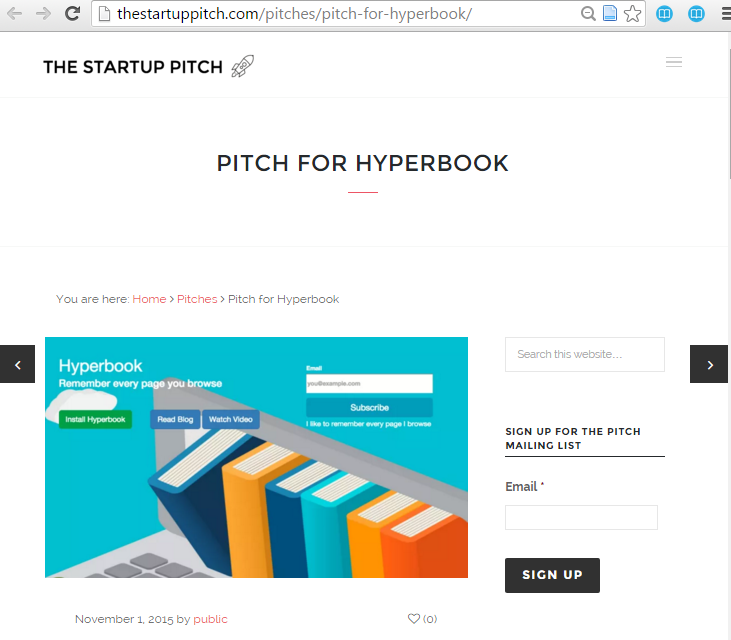 thestartuppitch.com/pitches/pitch-for-hyperbook/
THE STARTUP PITCH
PITCH FOR HYPERBOOK
You are here: Home > Pitches > Pitch for Hyperbook
Hyperbook
Remember every page you browse
Install Hyperbook
Read Blog
Watch Video
Email
you@example.com
Subscribe
I like to remember every page I browse
Search this website...
SIGN UP FOR THE PITCH
MAILING LIST
Email *
SIGN UP
November 1, 2015 by public
(0)